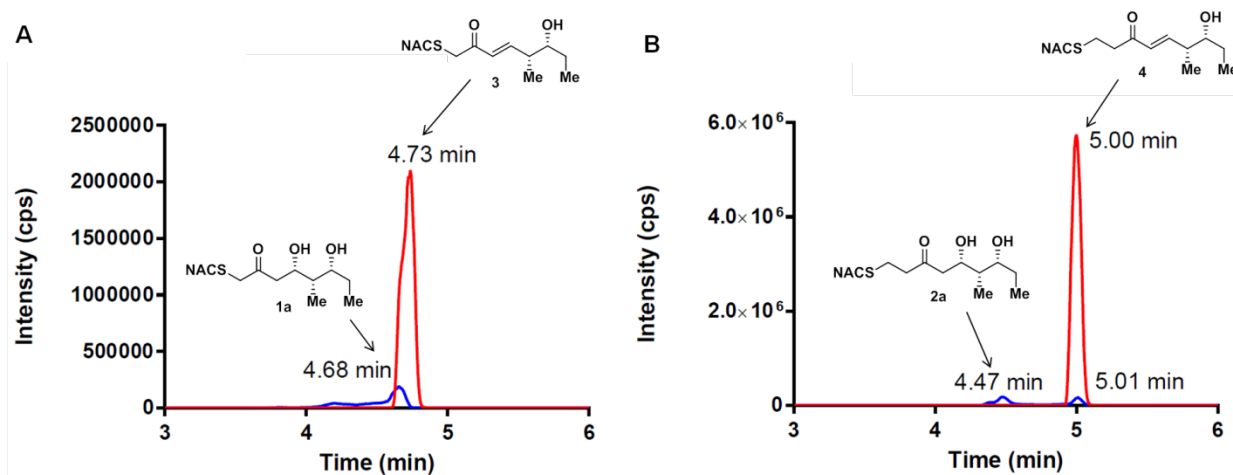 A
O
OH
NACS
Me
Me
3
2500000
2000000
1500000
1000000
500000
0
4.73 min
O
OH
OH
NACS
Me
Me
1a
4.68 min
Intensity (cps)
3
4
5
6
Time (min)
B
O
OH
NACS
Me
Me
4
6.0× 10⁶
4.0× 10⁶
2.0× 10⁶
0
5.00 min
O
OH
OH
NACS
Me
Me
2a
4.47 min
5.01 min
Intensity (cps)
3
4
5
6
Time (min)